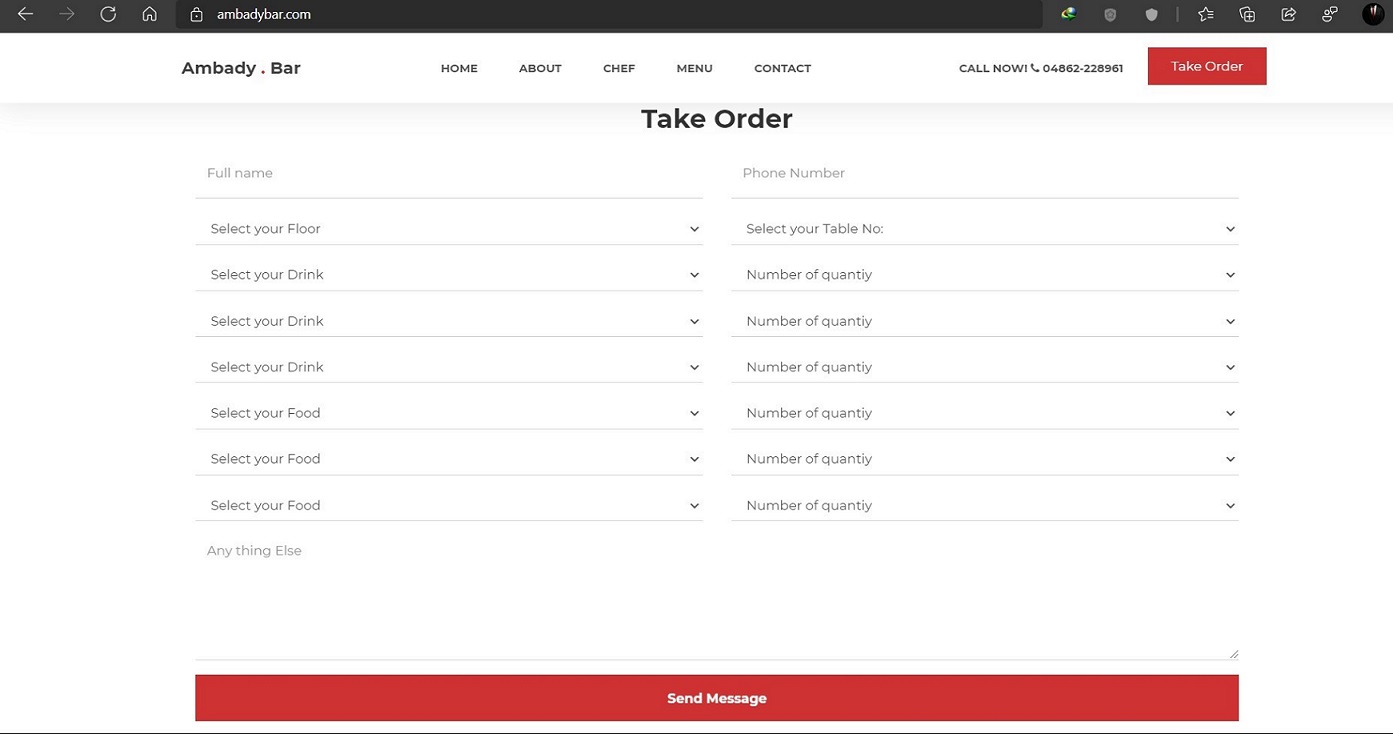 ambadybar.com
Ambady . Bar HOME ABOUT CHEF MENU CONTACT CALL NOW! 04862-228961 Take Order
Take Order
Full name Phone Number
Select your Floor Select your Table No:
Select your Drink Number of quantiy
Select your Drink Number of quantiy
Select your Drink Number of quantiy
Select your Food Number of quantiy
Select your Food Number of quantiy
Select your Food Number of quantiy
Any thing Else
Send Message